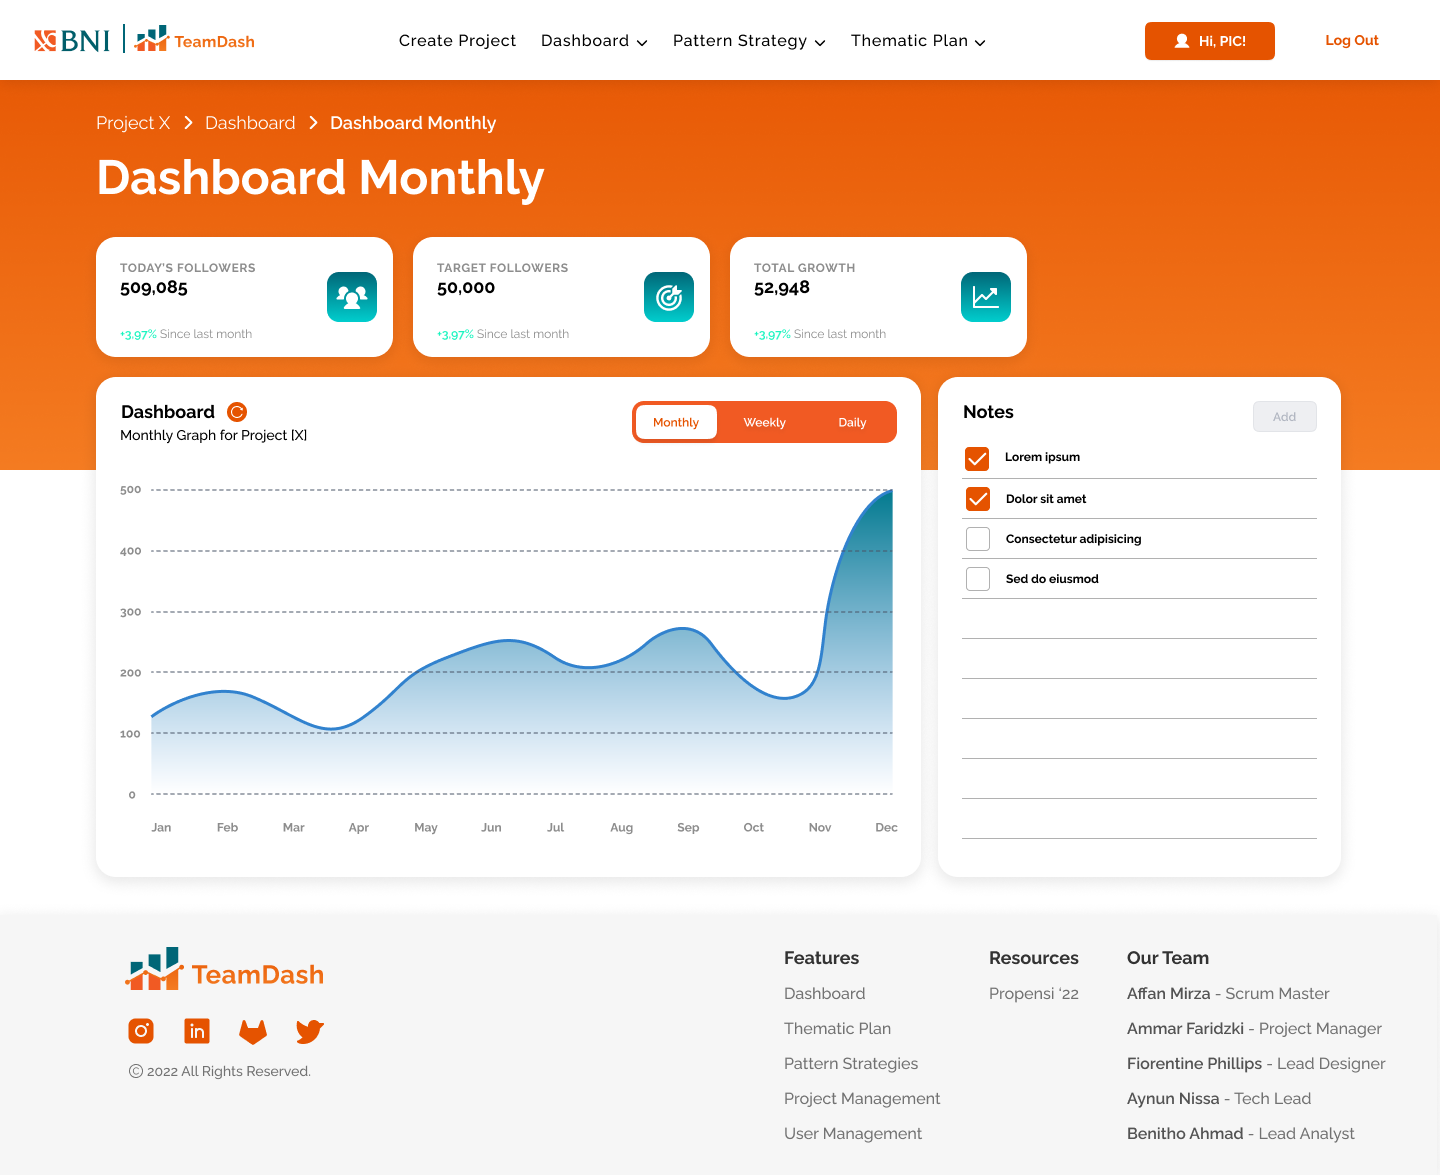 BNI | TeamDash
Create Project Dashboard Pattern Strategy Thematic Plan
Hi, PIC! Log Out
Project X > Dashboard > Dashboard Monthly
Dashboard Monthly
TODAY'S FOLLOWERS
509,085
+3,97% Since last month
TARGET FOLLOWERS
50,000
+3,97% Since last month
TOTAL GROWTH
52,948
+3,97% Since last month
Dashboard
Monthly Graph for Project [X]
Monthly Weekly Daily
500
400
300
200
100
0
Jan Feb Mar Apr May Jun Jul Aug Sep Oct Nov Dec
Notes
Add
Lorem ipsum
Dolor sit amet
Consectetur adipisicing
Sed do eiusmod
TeamDash
in
© 2022 All Rights Reserved.
Features
Dashboard
Thematic Plan
Pattern Strategies
Project Management
User Management
Resources
Propensi ‘22
Our Team
Affan Mirza - Scrum Master
Ammar Faridzki - Project Manager
Fiorentine Phillips - Lead Designer
Aynun Nissa - Tech Lead
Benitho Ahmad - Lead Analyst